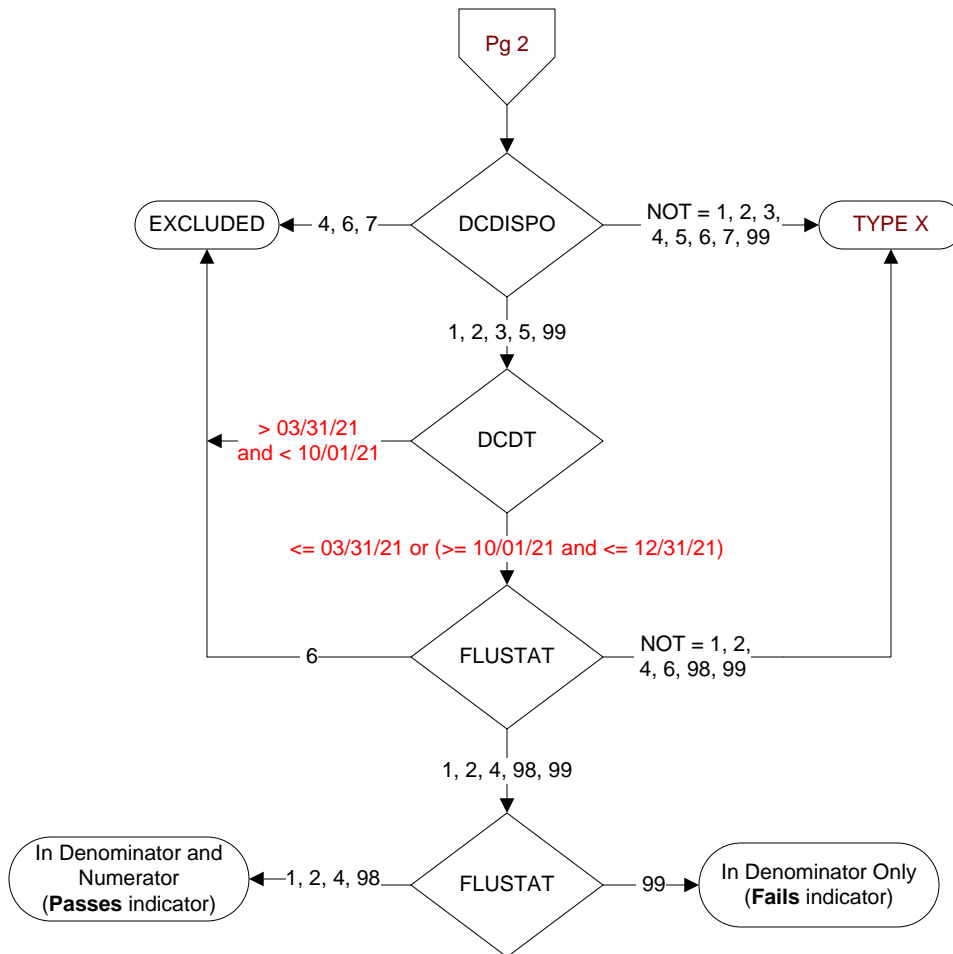 Pg 2
EXCLUDED
4, 6, 7
DCDISPO
NOT = 1, 2, 3,
4, 5, 6, 7, 99
TYPE X
1, 2, 3, 5, 99
> 03/31/21
and < 10/01/21
DCDT
<= 03/31/21 or (>= 10/01/21 and <= 12/31/21)
6
FLUSTAT
NOT = 1, 2,
4, 6, 98, 99
1, 2, 4, 98, 99
In Denominator and
Numerator
(Passes indicator)
1, 2, 4, 98
FLUSTAT
99
In Denominator Only
(Fails indicator)